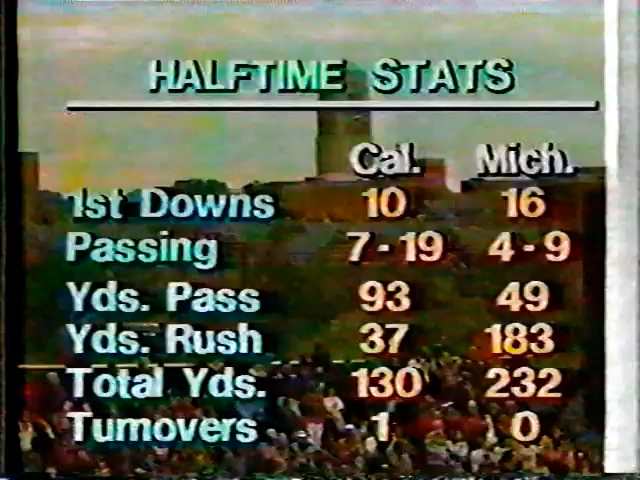 HALFTIME STATS
Cal. Mich.
1st Downs 10 16
Passing 7-19 4-9
Yds. Pass 93 49
Yds. Rush 37 183
Total Yds. 130 232
Turnovers 1 0